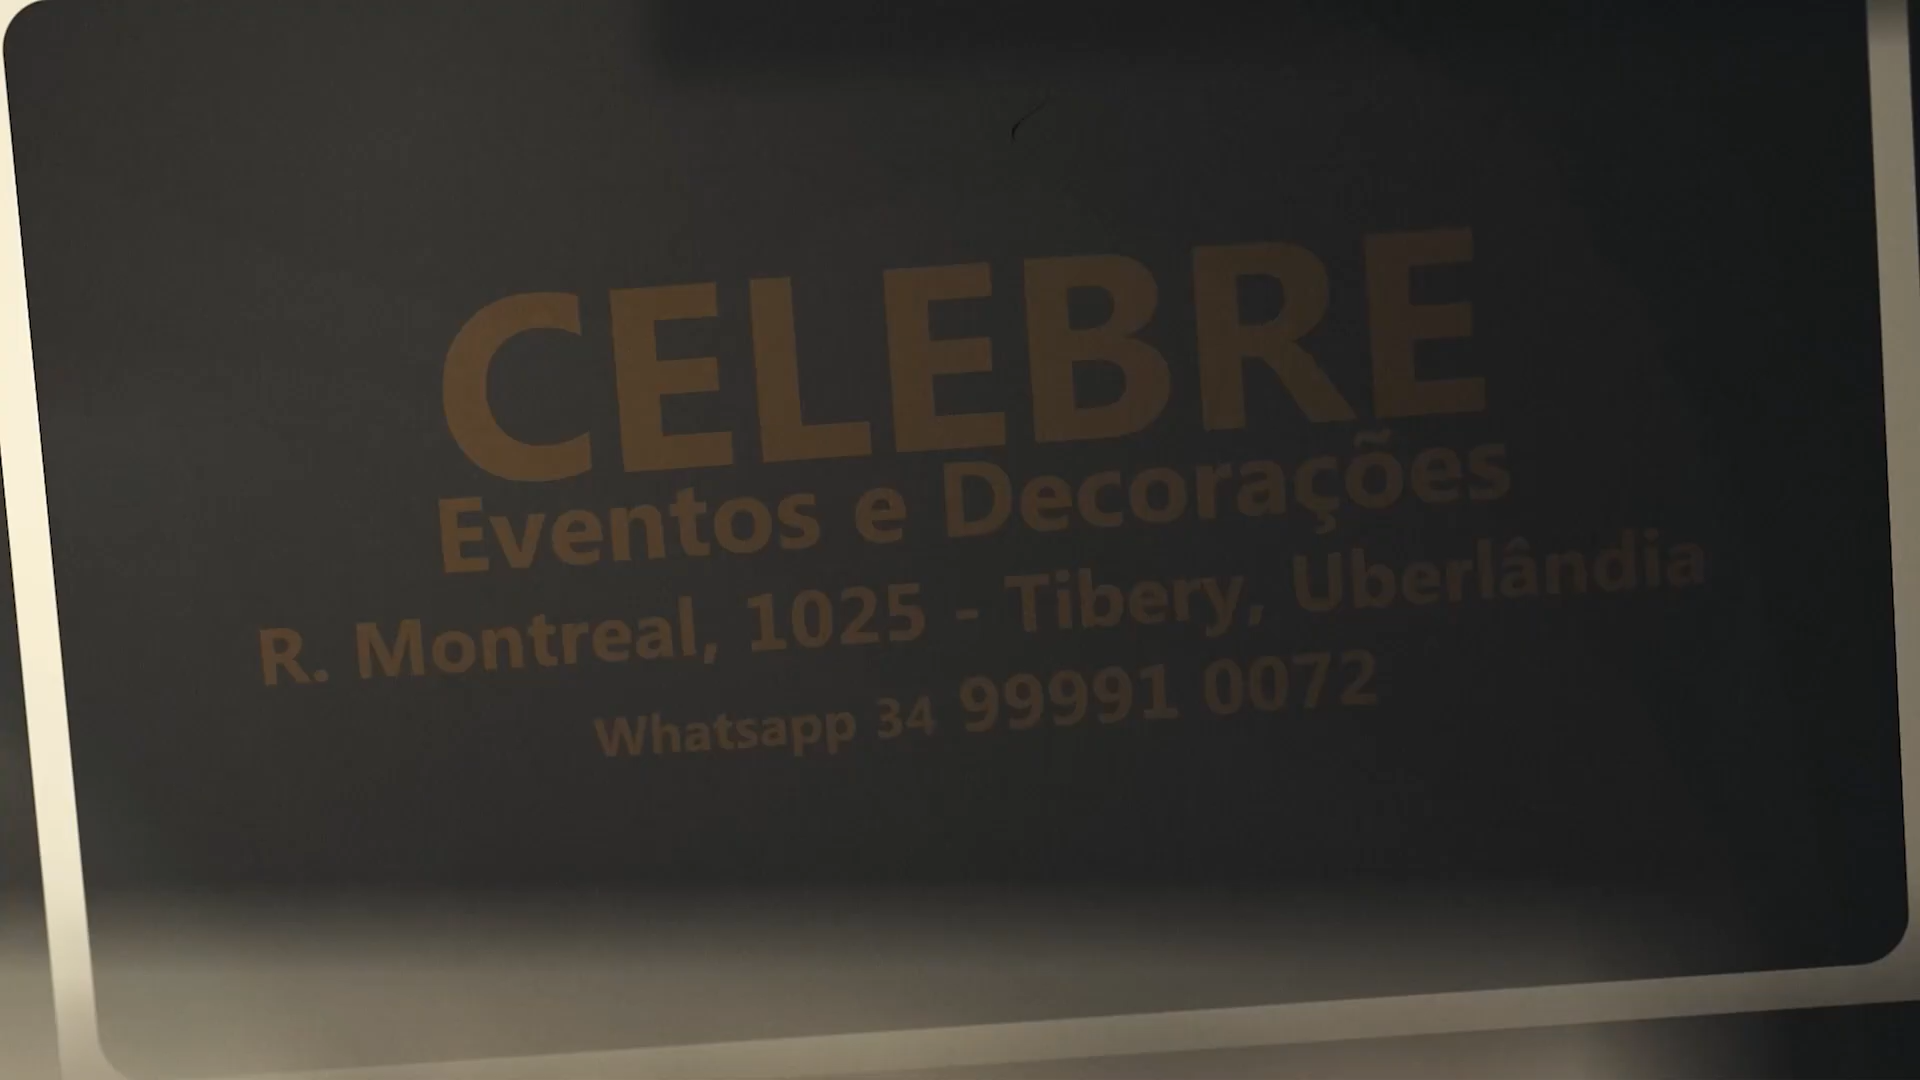 CELEBRE
Eventos e Decorações
R. Montreal, 1025 - Tibery, Uberlândia
Whatsapp 34 99991 0072